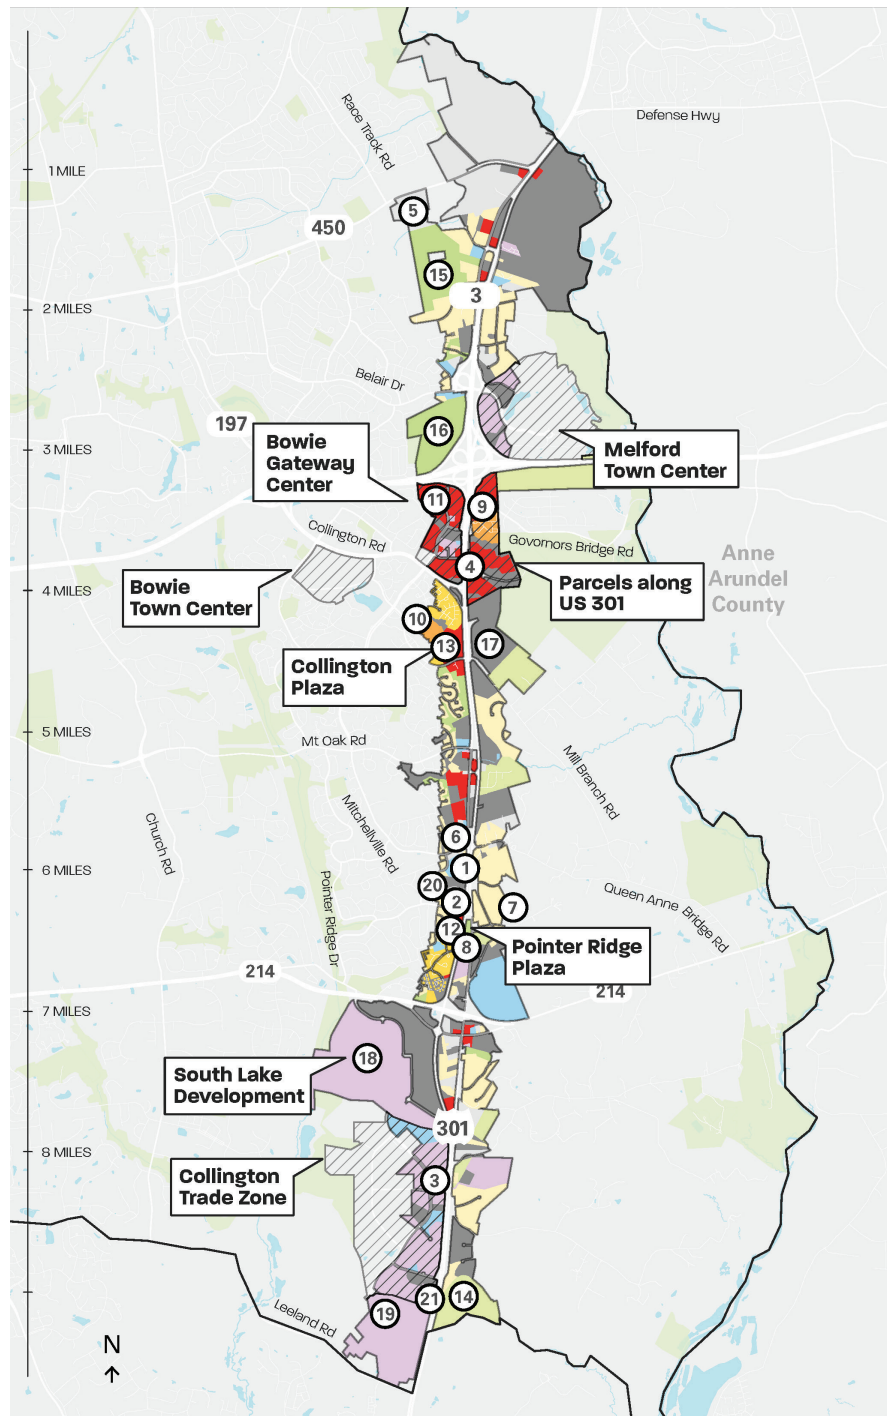 Race Track Rd
Defense Hwy
1 MILE
5
450
15
3
2 MILES
Belair Dr
197
16
3 MILES
Bowie
Gateway
Center
Melford
Town Center
11
9
Collington Rd
Govornors Bridge Rd
Anne
Arundel
County
4
Bowie
Town Center
Parcels along
US 301
4 MILES
10
13
17
Collington
Plaza
5 MILES
Mt Oak Rd
Mill Branch Rd
Church Rd
Mitchellville Rd
6
6 MILES
1
20
2
7
Pointer Ridge Dr
Queen Anne Bridge Rd
12
8
Pointer Ridge
Plaza
214
214
7 MILES
18
South Lake
Development
301
8 MILES
Collington
Trade Zone
3
21
14
19
Leeland Rd
N